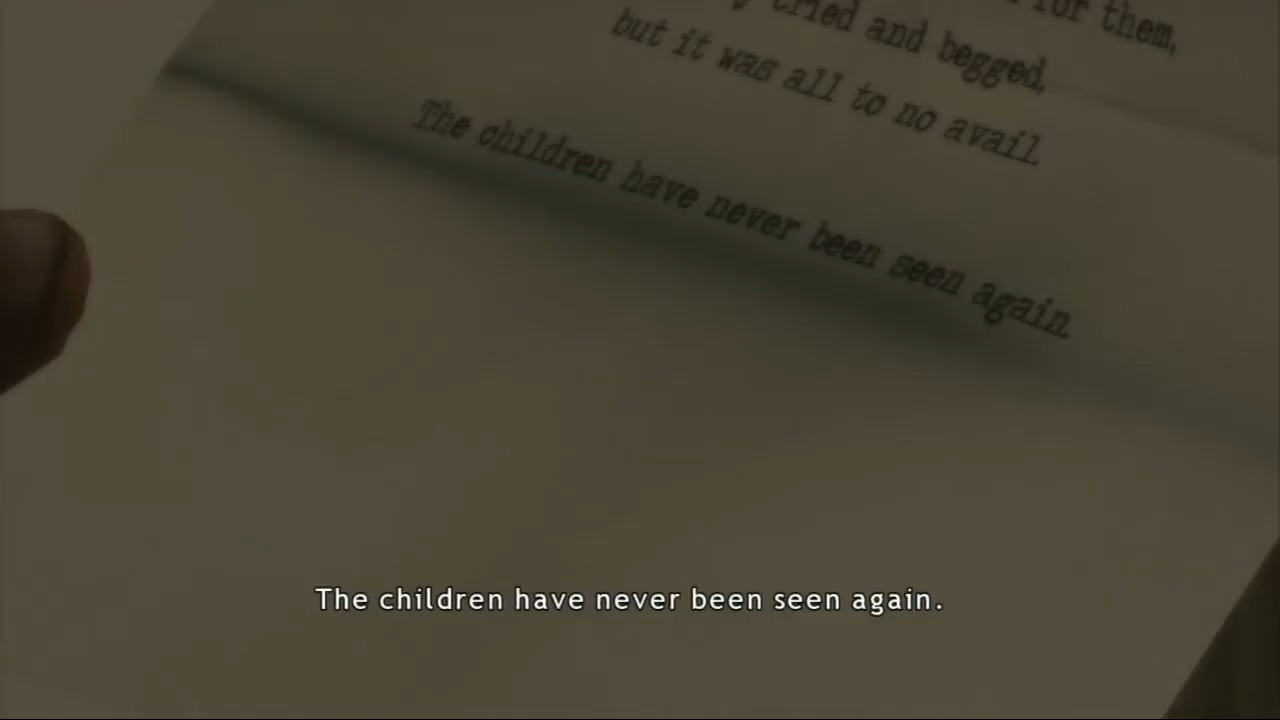 for them,
tried and begged,
but it was all to no avail.
The children have never been seen again.
The children have never been seen again.